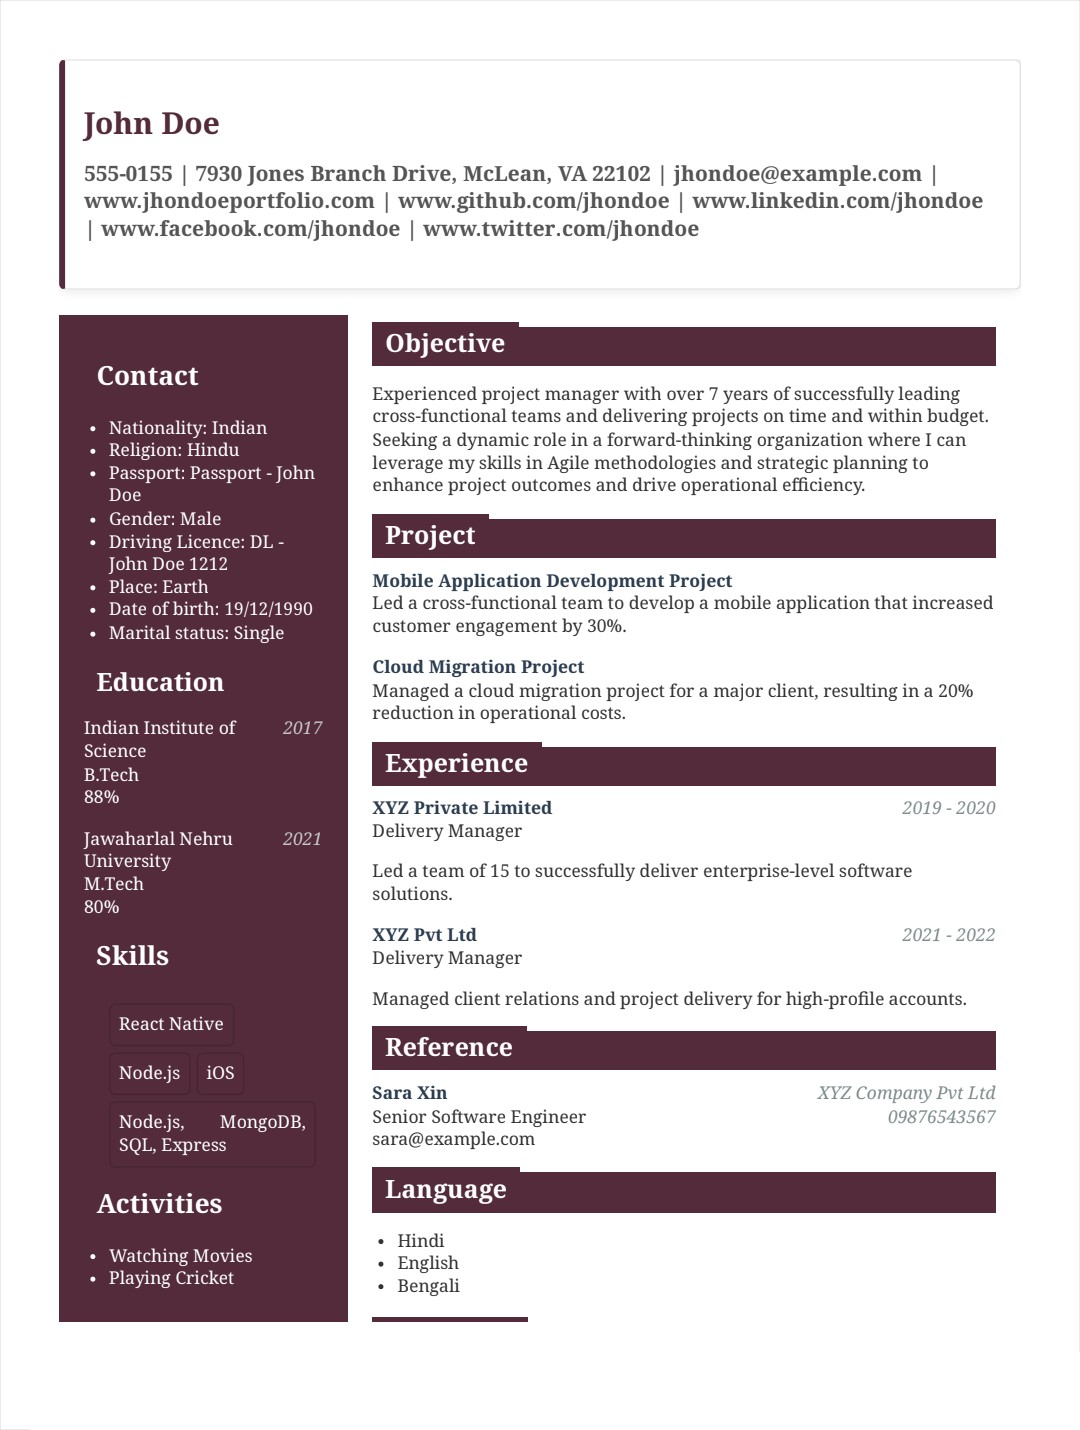 John Doe
555-0155 | 7930 Jones Branch Drive, McLean, VA 22102 | jhondoe@example.com |
www.jhondoeportfolio.com | www.github.com/jhondoe | www.linkedin.com/jhondoe
| www.facebook.com/jhondoe | www.twitter.com/jhondoe
Contact
• Nationality: Indian
• Religion: Hindu
• Passport: Passport - John
Doe
• Gender: Male
• Driving Licence: DL -
John Doe 1212
• Place: Earth
• Date of birth: 19/12/1990
• Marital status: Single
Education
Indian Institute of 2017
Science
B.Tech
88%
Jawaharlal Nehru 2021
University
M.Tech
80%
Skills
React Native
Node.js iOS
Node.js, MongoDB,
SQL, Express
Activities
• Watching Movies
• Playing Cricket
Objective
Experienced project manager with over 7 years of successfully leading
cross-functional teams and delivering projects on time and within budget.
Seeking a dynamic role in a forward-thinking organization where I can
leverage my skills in Agile methodologies and strategic planning to
enhance project outcomes and drive operational efficiency.
Project
Mobile Application Development Project
Led a cross-functional team to develop a mobile application that increased
customer engagement by 30%.
Cloud Migration Project
Managed a cloud migration project for a major client, resulting in a 20%
reduction in operational costs.
Experience
XYZ Private Limited 2019 - 2020
Delivery Manager
Led a team of 15 to successfully deliver enterprise-level software
solutions.
XYZ Pvt Ltd 2021 - 2022
Delivery Manager
Managed client relations and project delivery for high-profile accounts.
Reference
Sara Xin XYZ Company Pvt Ltd
Senior Software Engineer 09876543567
sara@example.com
Language
• Hindi
• English
• Bengali